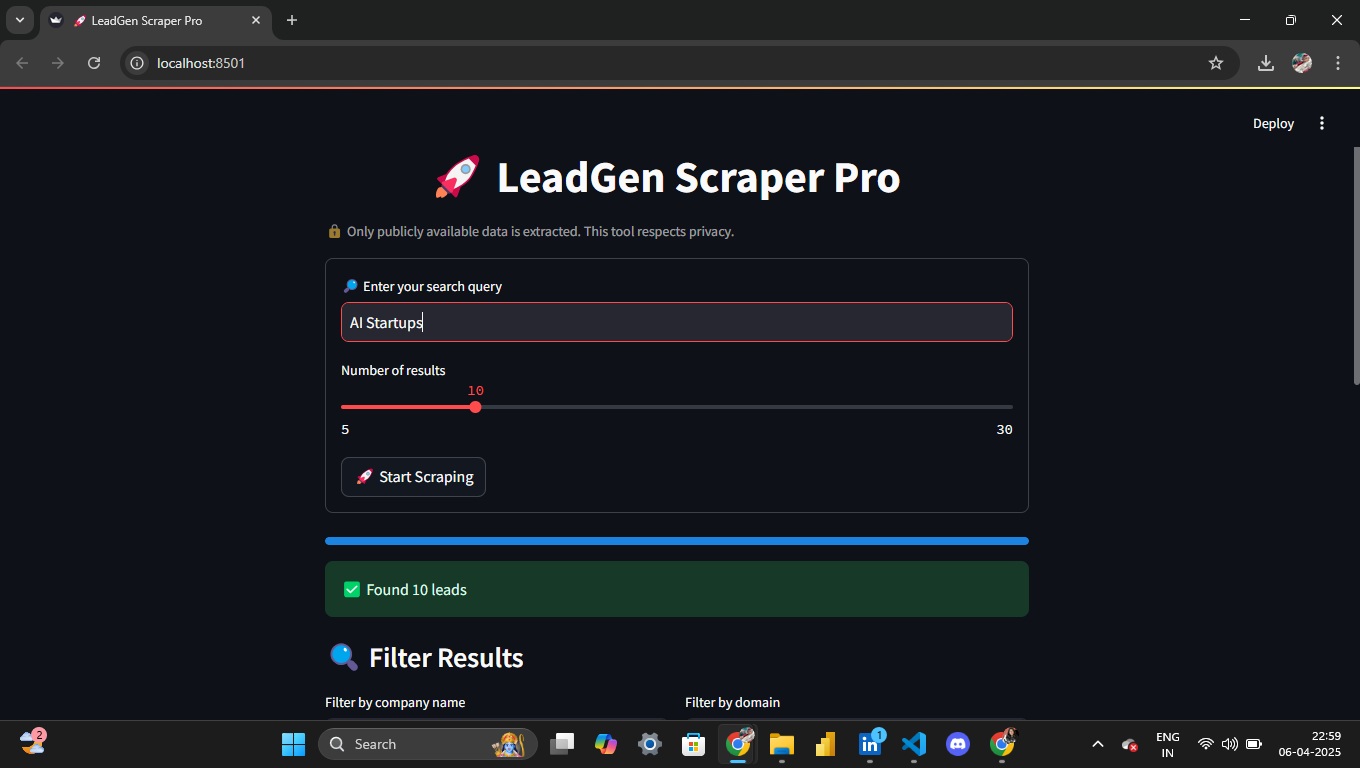 LeadGen Scraper Pro
localhost:8501
Deploy
LeadGen Scraper Pro
Only publicly available data is extracted. This tool respects privacy.
Enter your search query
AI Startups
Number of results
10
5 30
Start Scraping
Found 10 leads
Filter Results
Filter by company name Filter by domain
2
Search
in
1
ENG
IN
22:59
06-04-2025